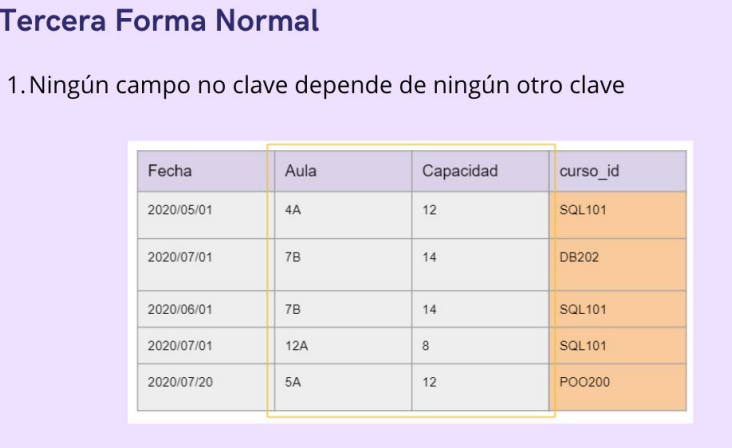 Tercera Forma Normal
1. Ningún campo no clave depende de ningún otro clave
Fecha Aula Capacidad curso_id
2020/05/01 4A 12 SQL101
2020/07/01 7B 14 DB202
2020/06/01 7B 14 SQL101
2020/07/01 12A 8 SQL101
2020/07/20 5A 12 POO200